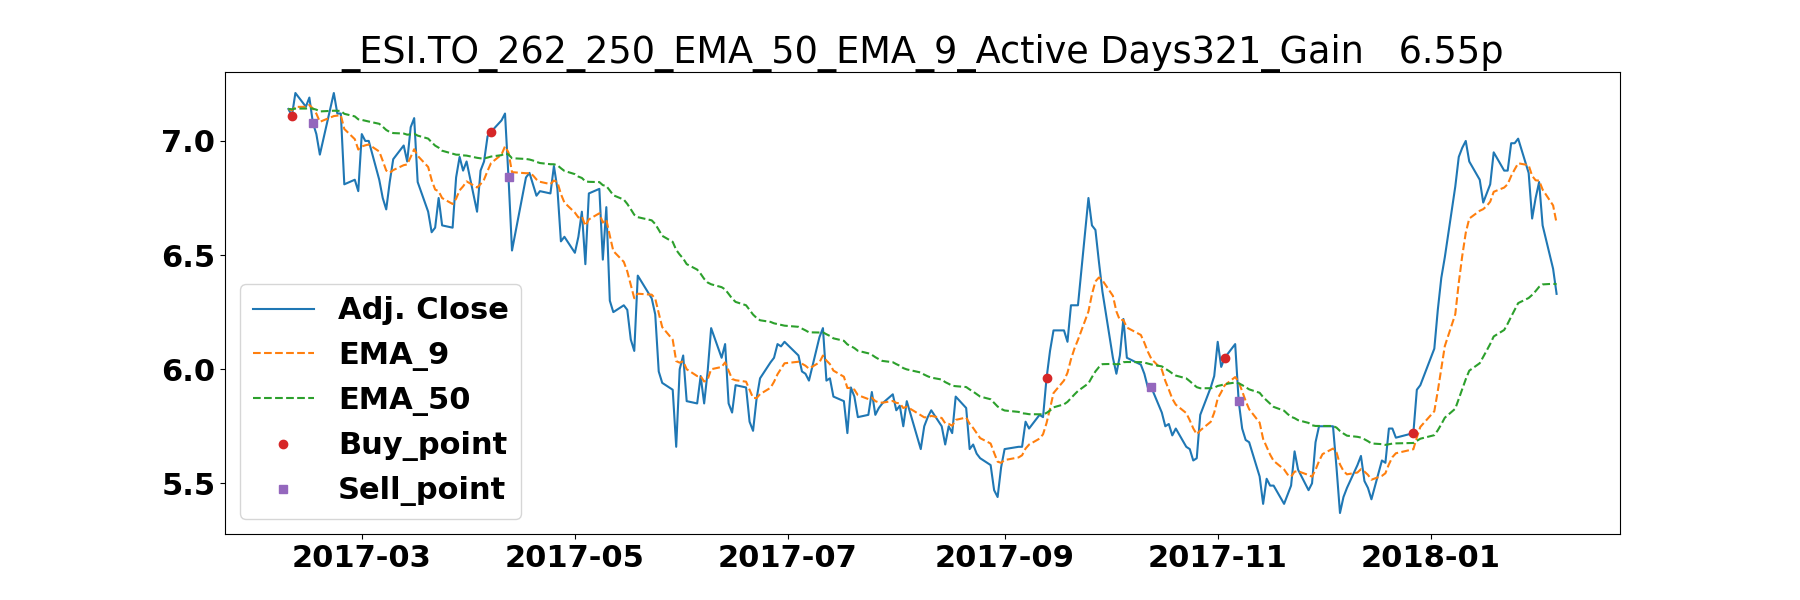 _ESI.TO_262_250_EMA_50_EMA_9_Active Days321_Gain   6.55p
7.0
6.5
6.0
5.5
Adj. Close
EMA_9
EMA_50
Buy_point
Sell_point
2017-03 2017-05 2017-07 2017-09 2017-11 2018-01